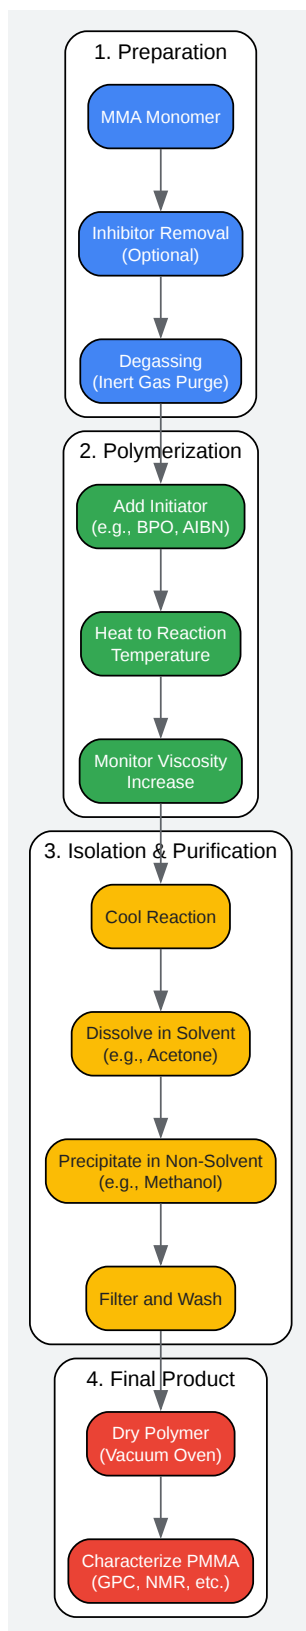 1. Preparation
MMA Monomer
Inhibitor Removal
(Optional)
Degassing
(Inert Gas Purge)
2. Polymerization
Add Initiator
(e.g., BPO, AIBN)
Heat to Reaction
Temperature
Monitor Viscosity
Increase
3. Isolation & Purification
Cool Reaction
Dissolve in Solvent
(e.g., Acetone)
Precipitate in Non-Solvent
(e.g., Methanol)
Filter and Wash
4. Final Product
Dry Polymer
(Vacuum Oven)
Characterize PMMA
(GPC, NMR, etc.)